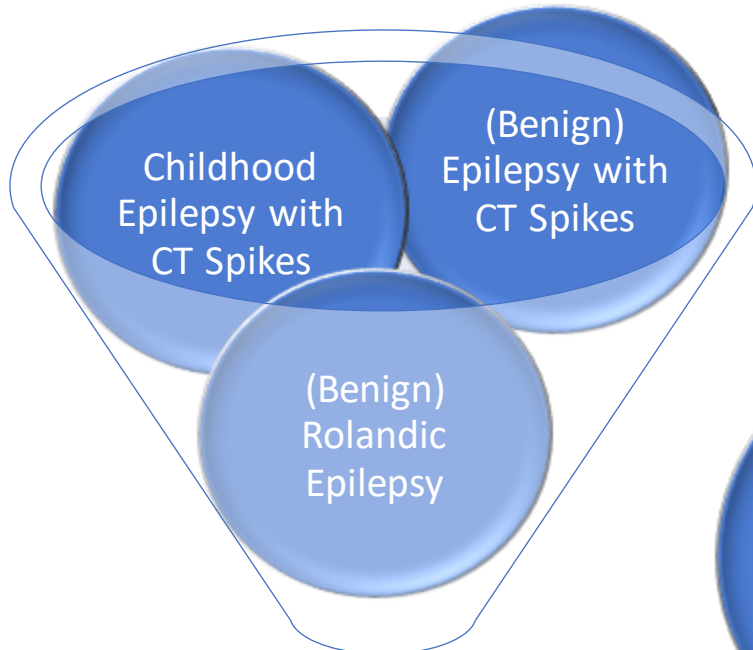 Childhood
Epilepsy with
CT Spikes
(Benign)
Epilepsy with
CT Spikes
(Benign)
Rolandic
Epilepsy